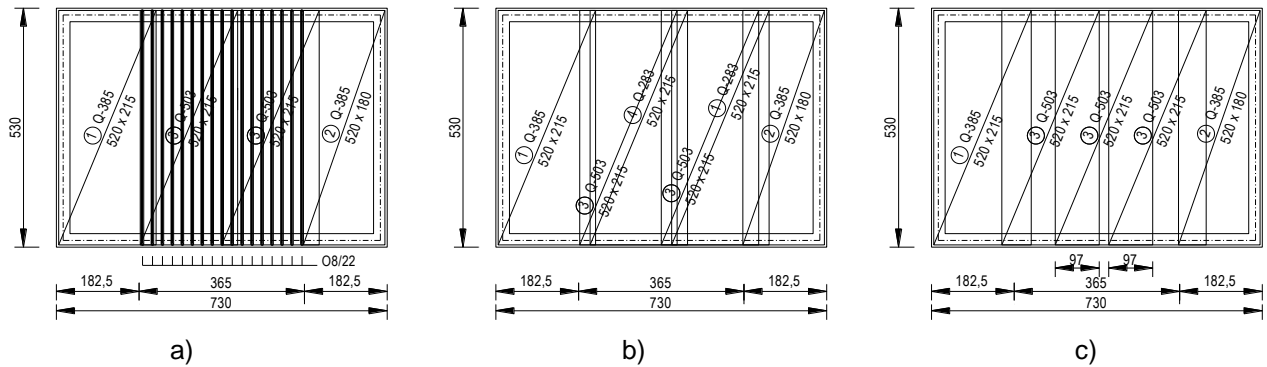 530
① Q-385
520 x 215
③ Q-503
520 x 215
③ Q-503
520 x 215
② Q-385
520 x 180
O8/22
182,5
365
182,5
730
a)
530
① Q-385
520 x 215
③ Q-503
520 x 215
④ Q-283
520 x 215
③ Q-503
520 x 215
① Q-283
520 x 215
② Q-385
520 x 180
182,5
365
182,5
730
b)
530
① Q-385
520 x 215
③ Q-503
520 x 215
③ Q-503
520 x 215
③ Q-503
520 x 215
② Q-385
520 x 180
97
97
182,5
365
182,5
730
c)